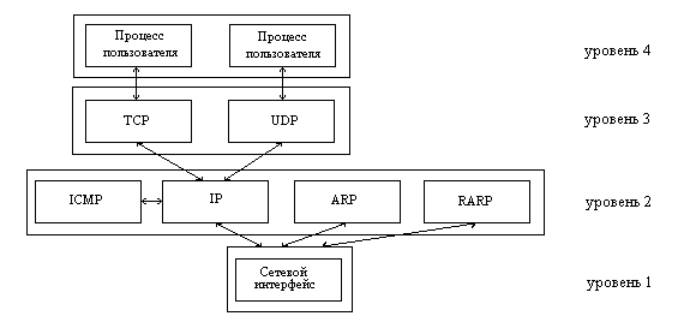 Процесс
пользователя
Процесс
пользователя
уровень 4
TCP
UDP
уровень 3
ICMP
IP
ARP
RARP
уровень 2
Сетевой
интерфейс
уровень 1